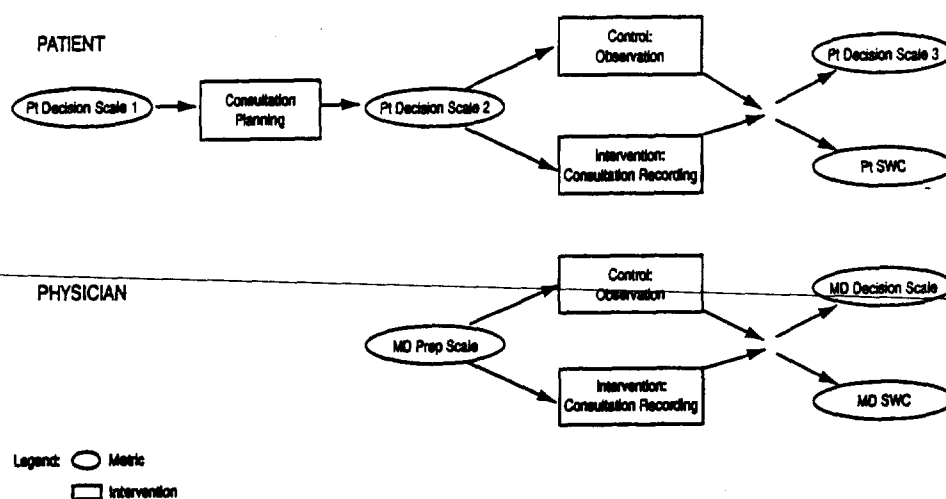 PATIENT
Pt Decision Scale 1
Consultation
Planning
Pt Decision Scale 2
Control:
Observation
Intervention:
Consultation Recording
Pt Decision Scale 3
Pt SWC
PHYSICIAN
MD Prep Scale
Control:
Observation
Intervention:
Consultation Recording
MD Decision Scale
MD SWC
Legend: Metric
Intervention